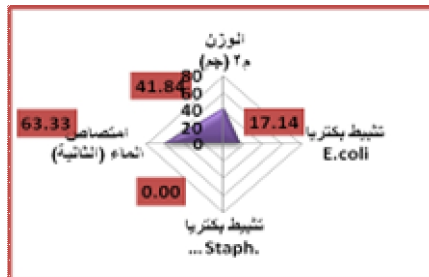 الوزن
م٢ (جم)
80
60
40
20
0
41.84
17.14
تثبيط بكتريا
E.coli
0.00
تثبيط بكتريا
... Staph.
63.33
امتصاص
الماء (الثانية)